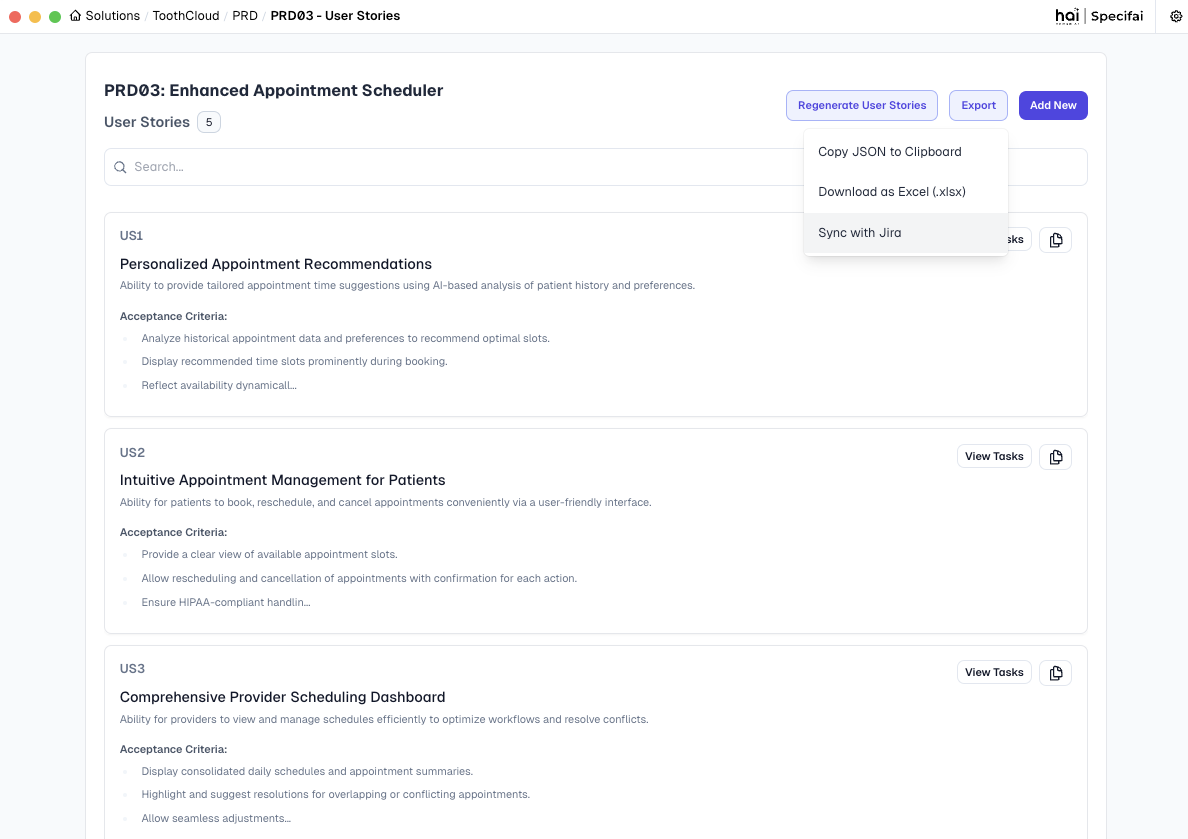 Solutions / ToothCloud / PRD / PRD03 - User Stories
hai | Specifai
PRD03: Enhanced Appointment Scheduler
Regenerate User Stories
Export
Add New
User Stories 5
Copy JSON to Clipboard
Download as Excel (.xlsx)
Sync with Jira
Search...
US1
sks
Personalized Appointment Recommendations
Ability to provide tailored appointment time suggestions using AI-based analysis of patient history and preferences.
Acceptance Criteria:
Analyze historical appointment data and preferences to recommend optimal slots.
Display recommended time slots prominently during booking.
Reflect availability dynamicall...
US2
View Tasks
Intuitive Appointment Management for Patients
Ability for patients to book, reschedule, and cancel appointments conveniently via a user-friendly interface.
Acceptance Criteria:
Provide a clear view of available appointment slots.
Allow rescheduling and cancellation of appointments with confirmation for each action.
Ensure HIPAA-compliant handlin...
US3
View Tasks
Comprehensive Provider Scheduling Dashboard
Ability for providers to view and manage schedules efficiently to optimize workflows and resolve conflicts.
Acceptance Criteria:
Display consolidated daily schedules and appointment summaries.
Highlight and suggest resolutions for overlapping or conflicting appointments.
Allow seamless adjustments...